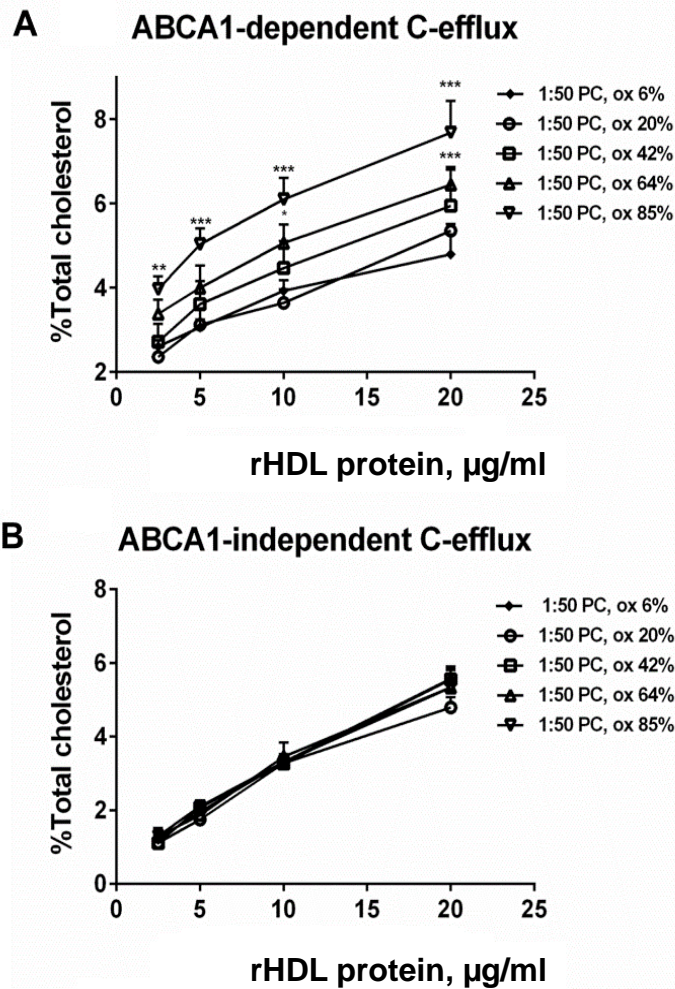 A
ABCA1-dependent C-efflux
%Total cholesterol
8
6
4
2
0 5 10 15 20 25
** *** *** * *** ***
1:50 PC, ox 6%
1:50 PC, ox 20%
1:50 PC, ox 42%
1:50 PC, ox 64%
1:50 PC, ox 85%
rHDL protein, µg/ml
B
ABCA1-independent C-efflux
%Total cholesterol
8
6
4
2
0
0 5 10 15 20 25
1:50 PC, ox 6%
1:50 PC, ox 20%
1:50 PC, ox 42%
1:50 PC, ox 64%
1:50 PC, ox 85%
rHDL protein, µg/ml